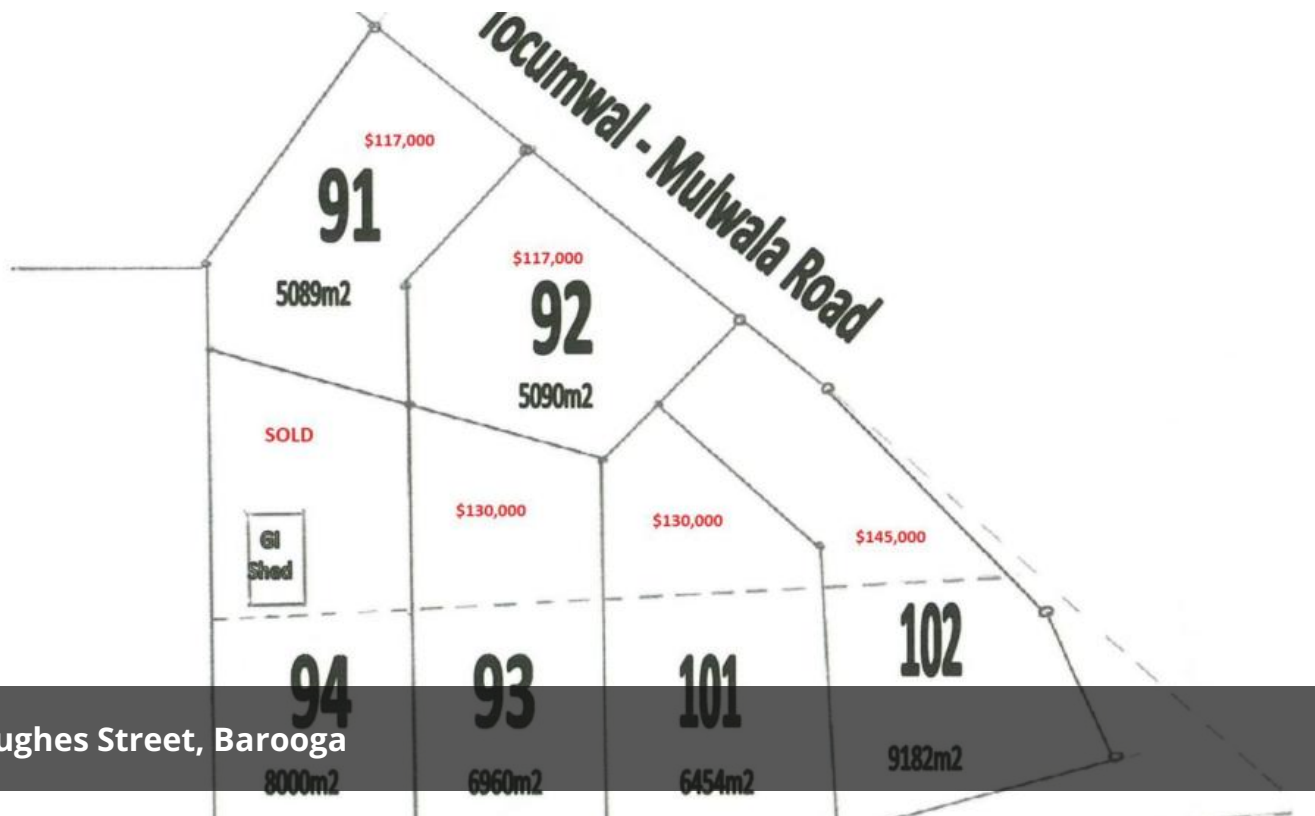 Tocumwal - Mulwala Road
$117,000
91
5089m2
$117,000
92
5090m2
SOLD
GI
Shed
$130,000
$130,000
$145,000
94
93
101
102
8000m2
6960m2
6454m2
9182m2
ughes Street, Barooga